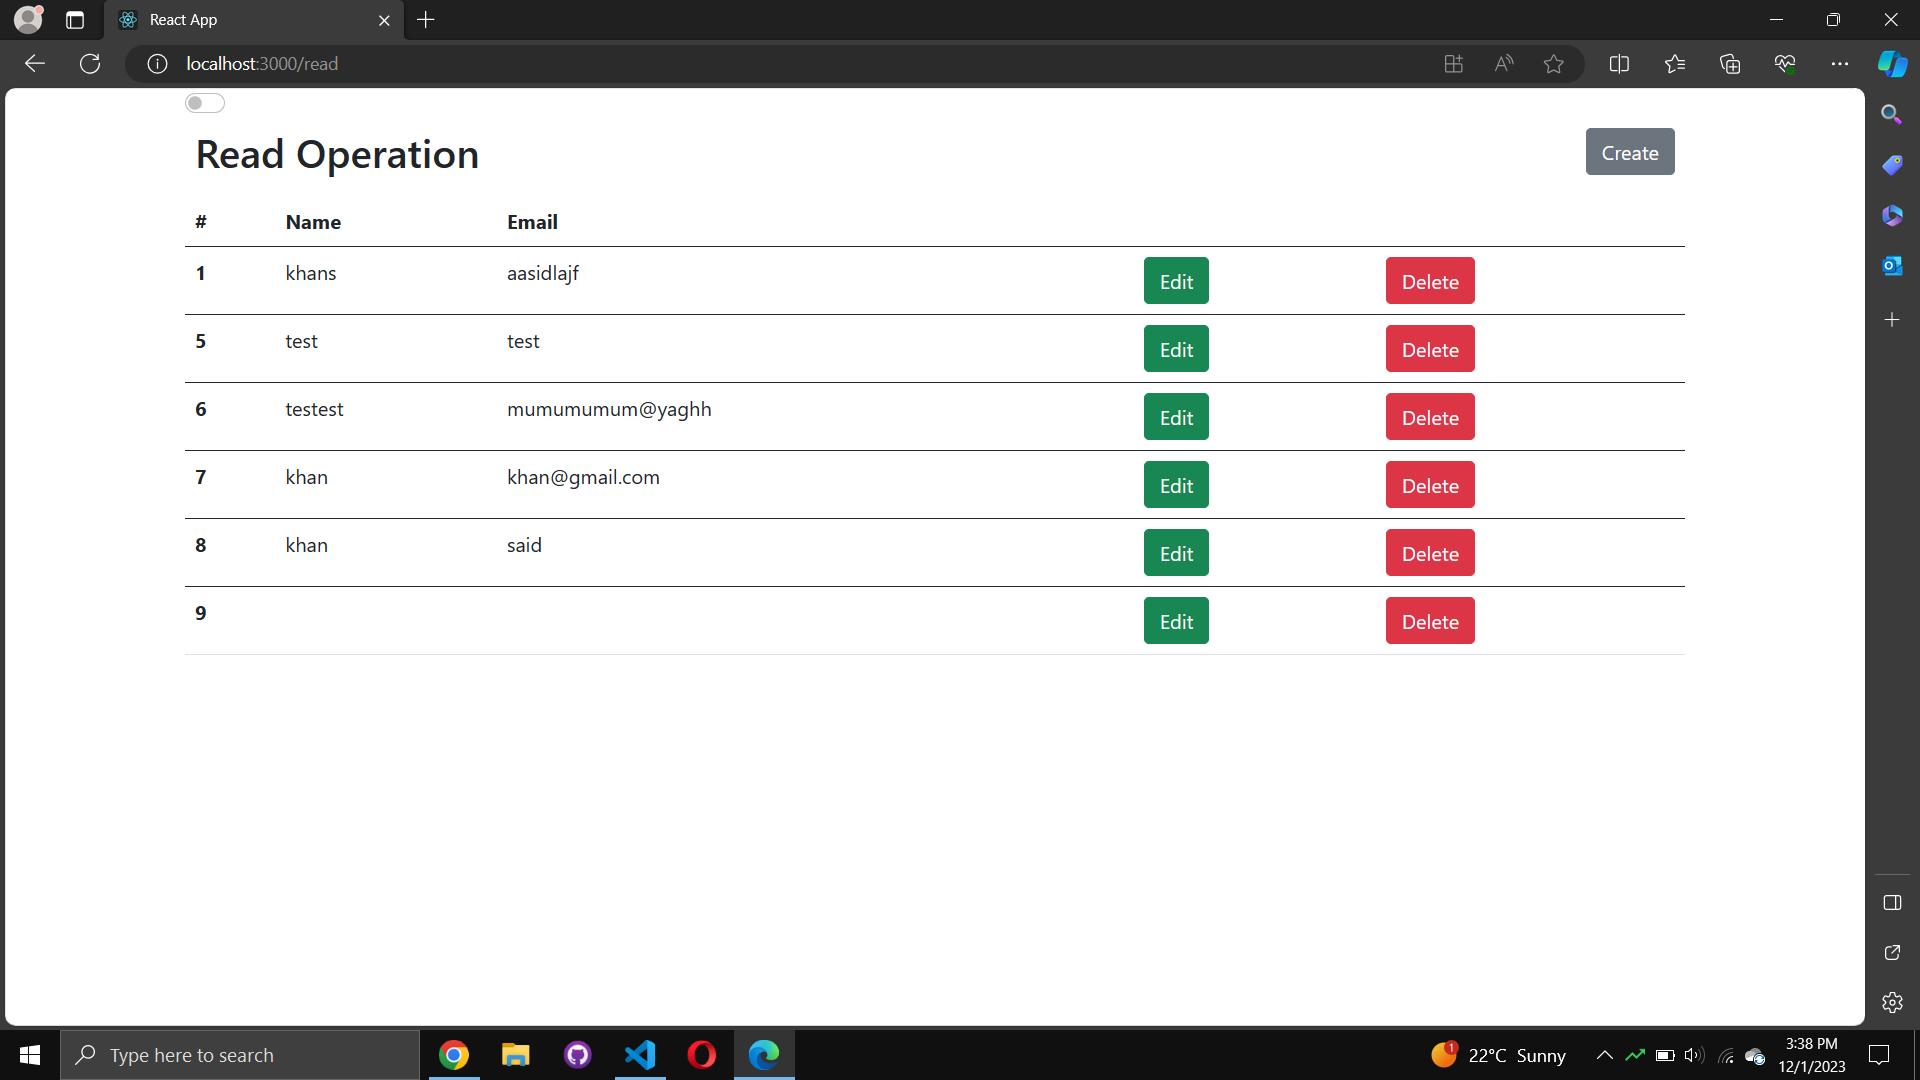 React App
localhost:3000/read
Read Operation
Create
# Name Email
1 khans aasidlajf Edit Delete
5 test test Edit Delete
6 testest mumumumum@yaghh Edit Delete
7 khan khan@gmail.com Edit Delete
8 khan said Edit Delete
9 Edit Delete
Type here to search
1
22°C Sunny
3:38 PM
12/1/2023